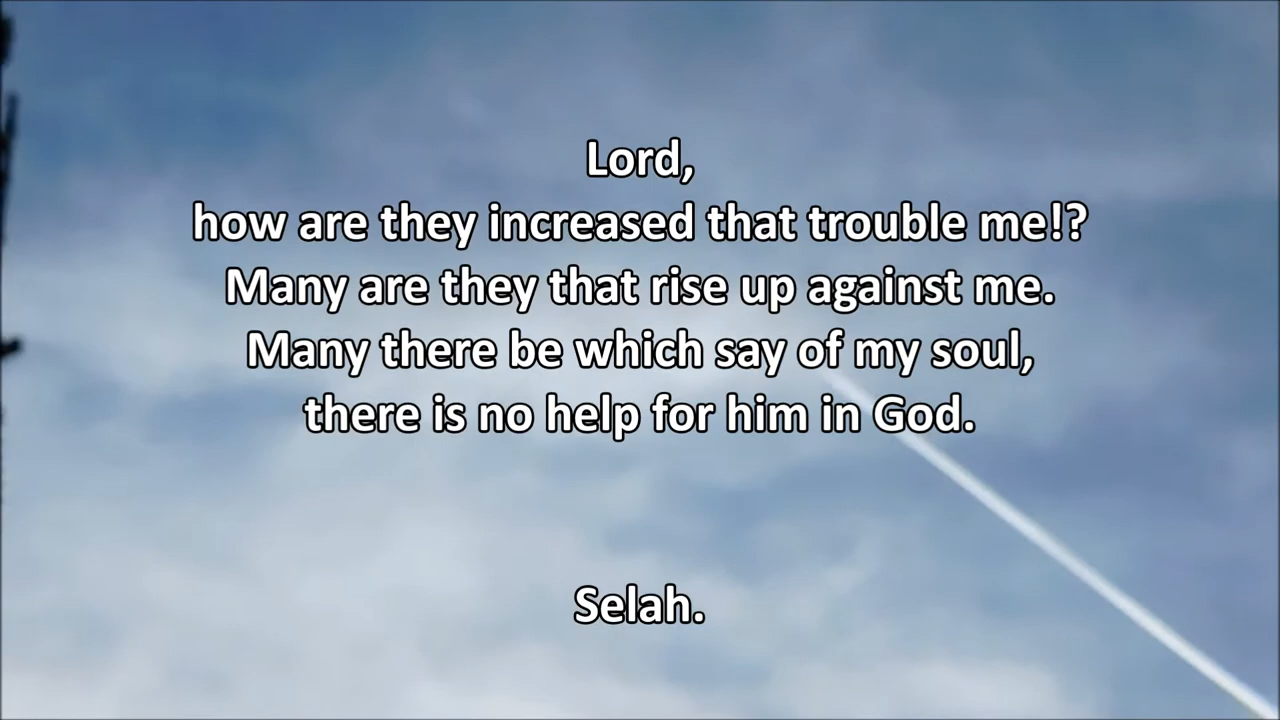 Lord,
how are they increased that trouble me!?
Many are they that rise up against me.
Many there be which say of my soul,
there is no help for him in God.
Selah.